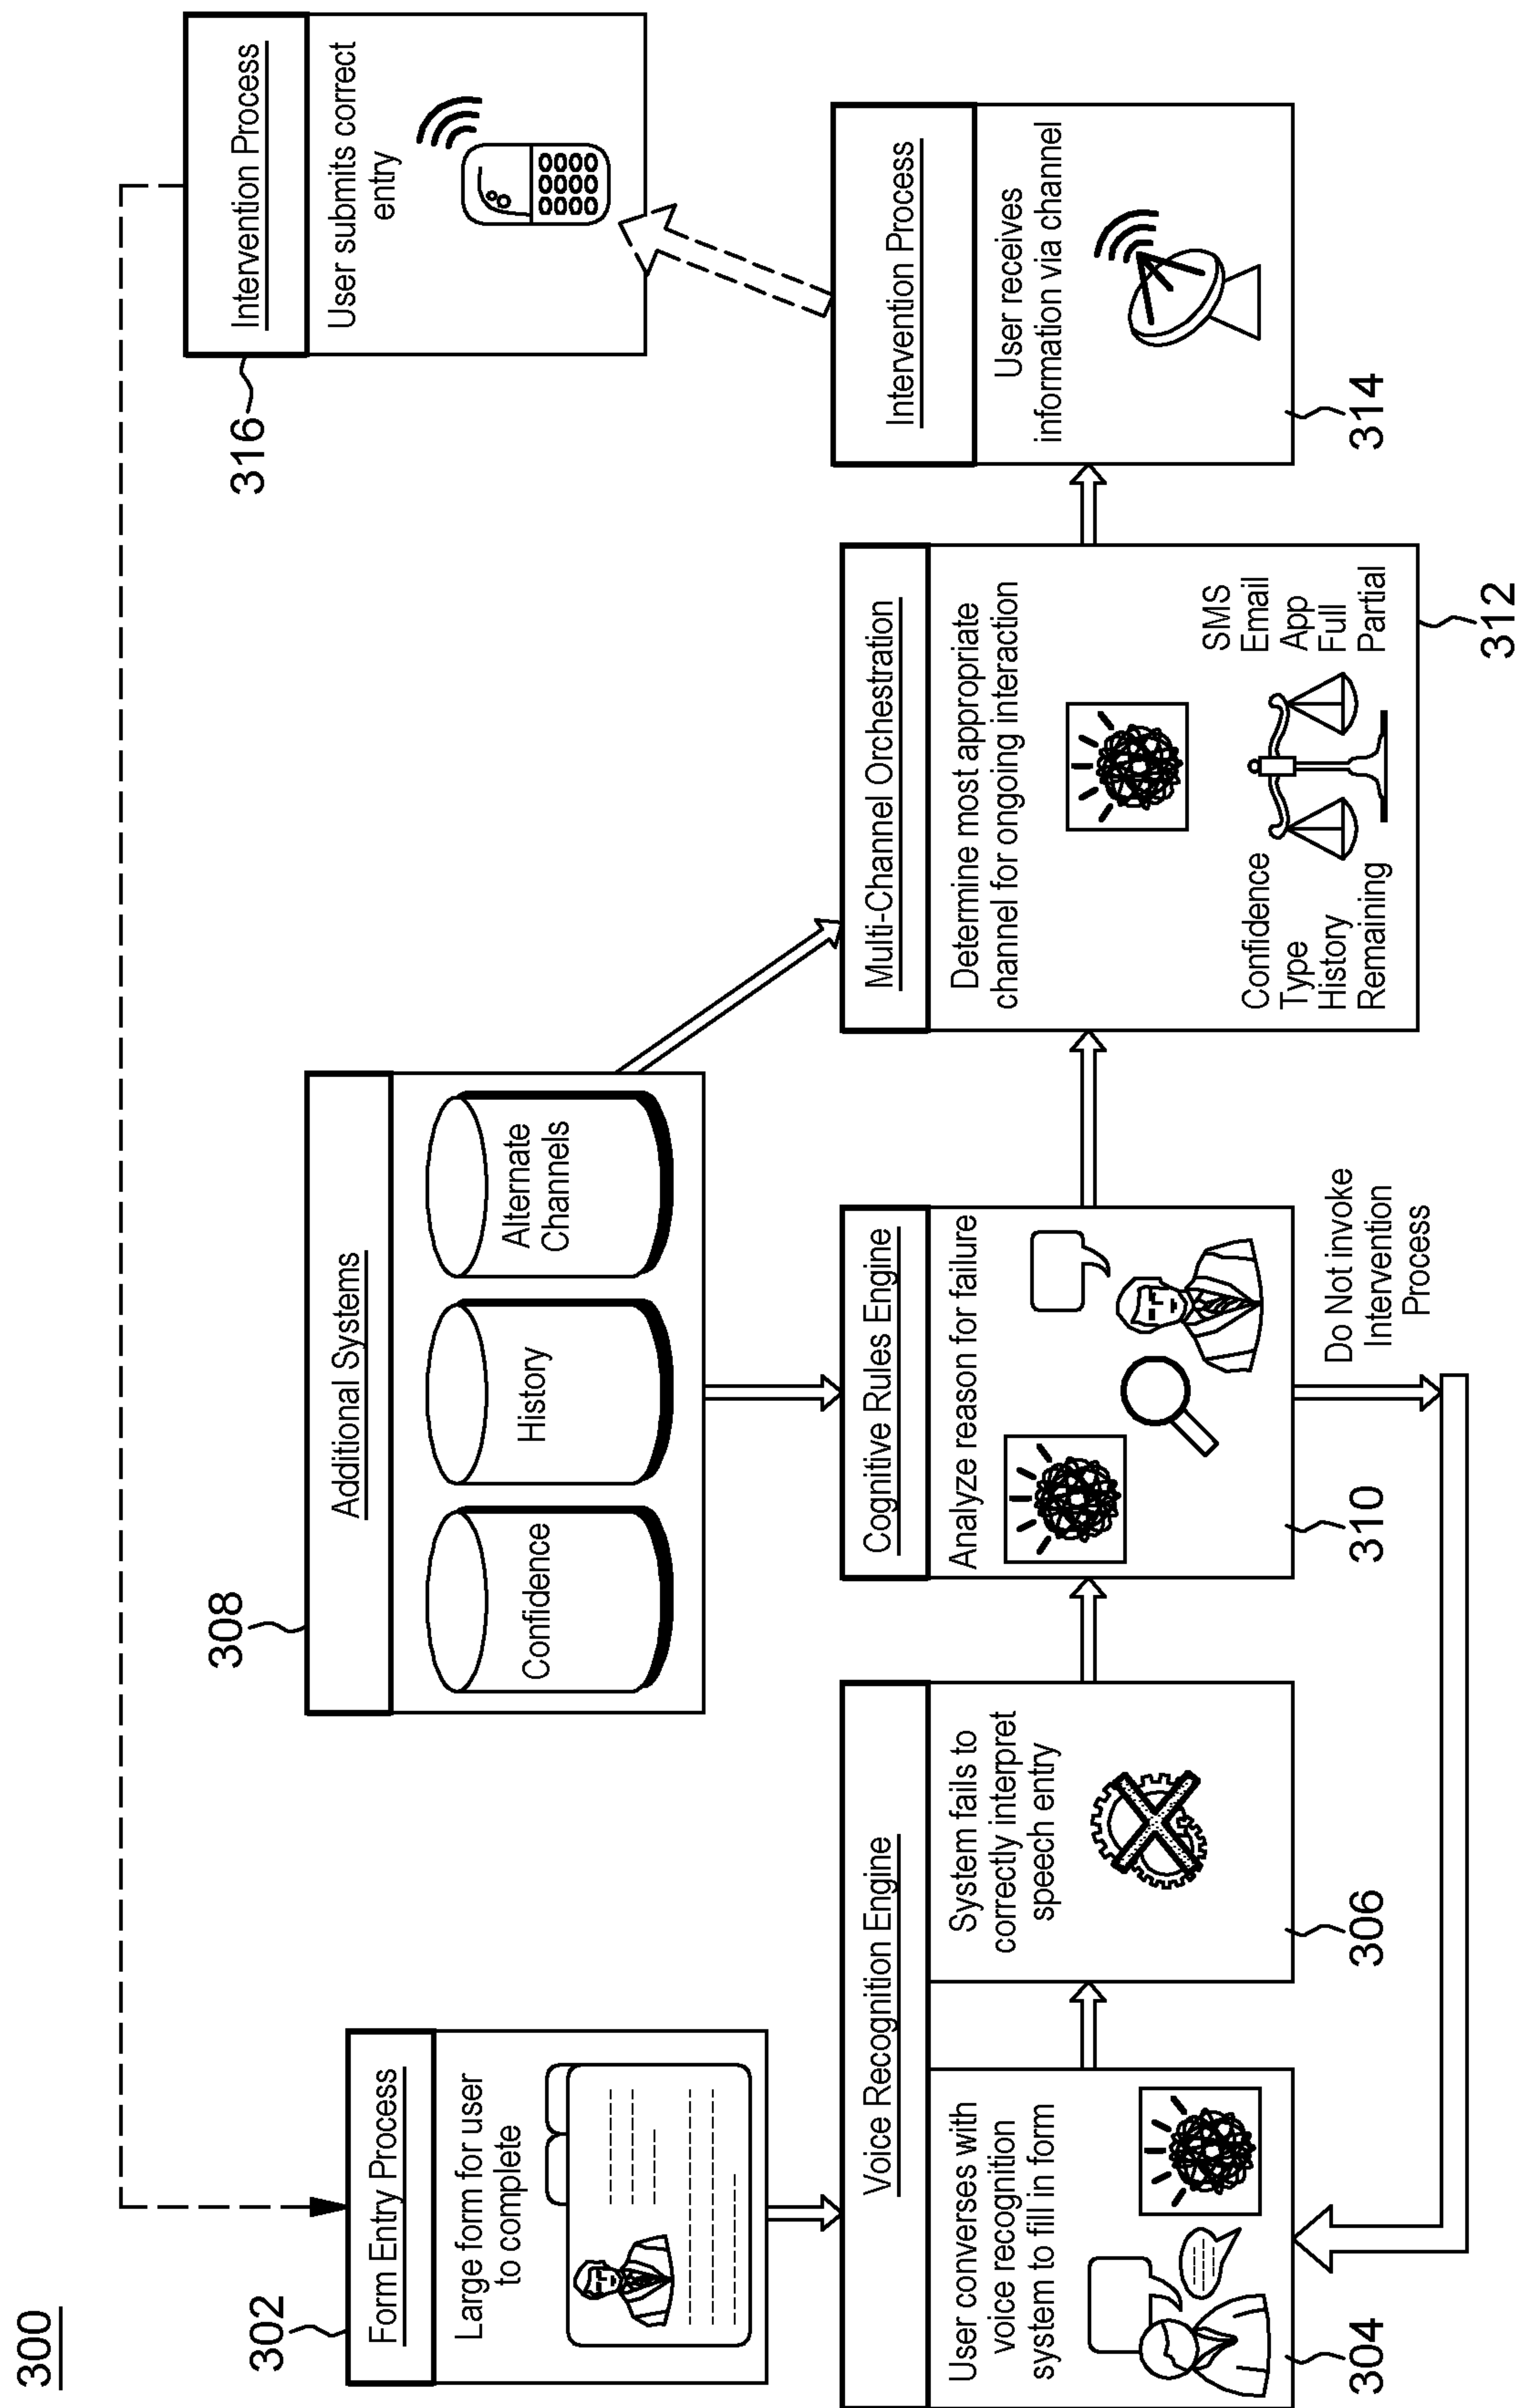 300
302
Form Entry Process
Large form for user
to complete
308
Additional Systems
Confidence
History
Alternate
Channels
316
Intervention Process
User submits correct
entry
Voice Recognition Engine
User converses with
voice recognition
system to fill in form
304
System fails to
correctly interpret
speech entry
306
Cognitive Rules Engine
Analyze reason for failure
310
Do Not invoke
Intervention
Process
Multi-Channel Orchestration
Determine most appropriate
channel for ongoing interaction
Confidence
Type
History
Remaining
SMS
Email
App
Full
Partial
312
Intervention Process
User receives
information via channel
314